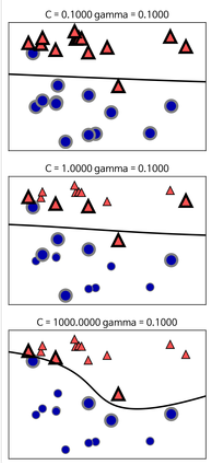 C = 0.1000 gamma = 0.1000
C = 1.0000 gamma = 0.1000
C = 1000.0000 gamma = 0.1000